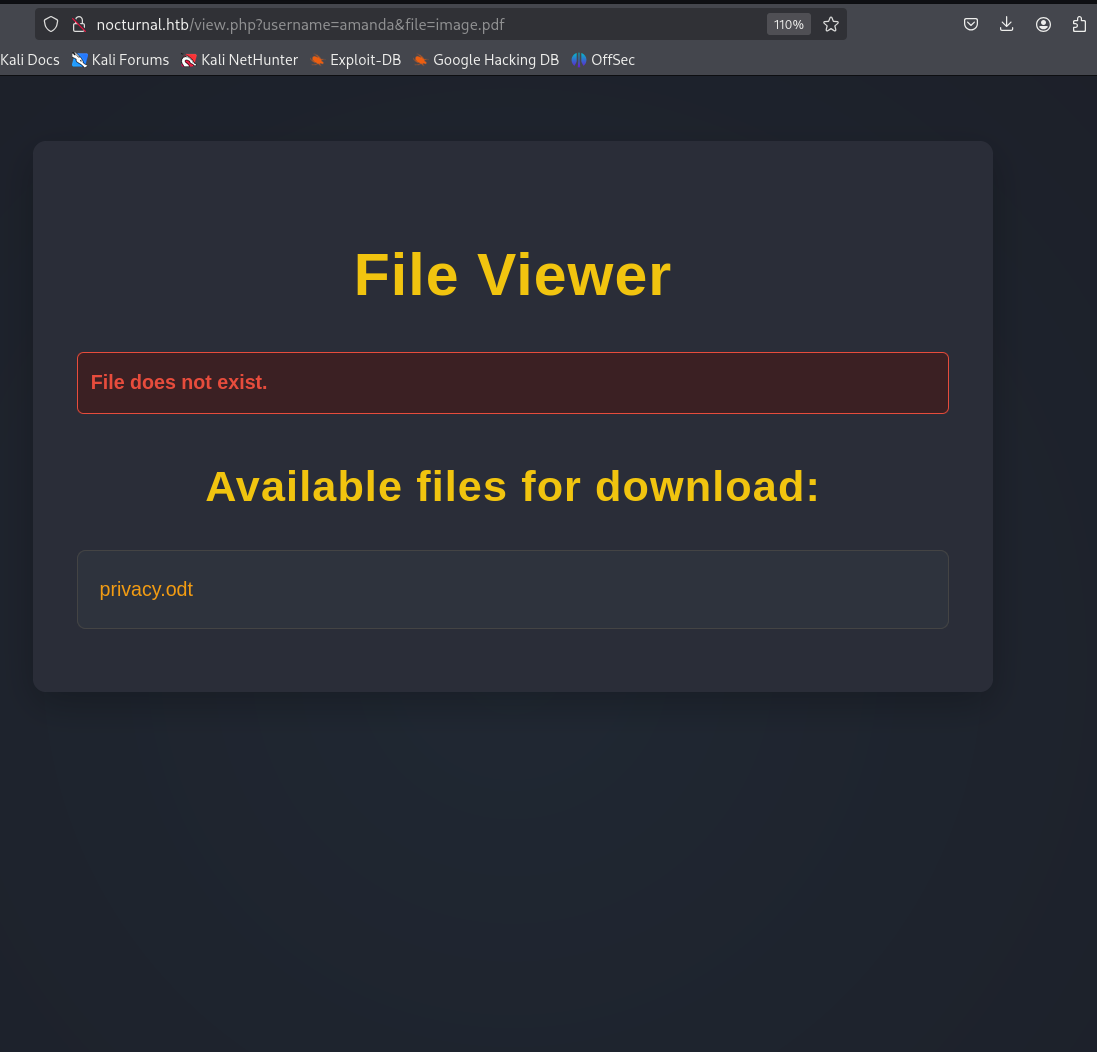 nocturnal.htb/view.php?username=amanda&file=image.pdf 110%
Kali Docs Kali Forums Kali NetHunter Exploit-DB Google Hacking DB OffSec
File Viewer
File does not exist.
Available files for download:
privacy.odt